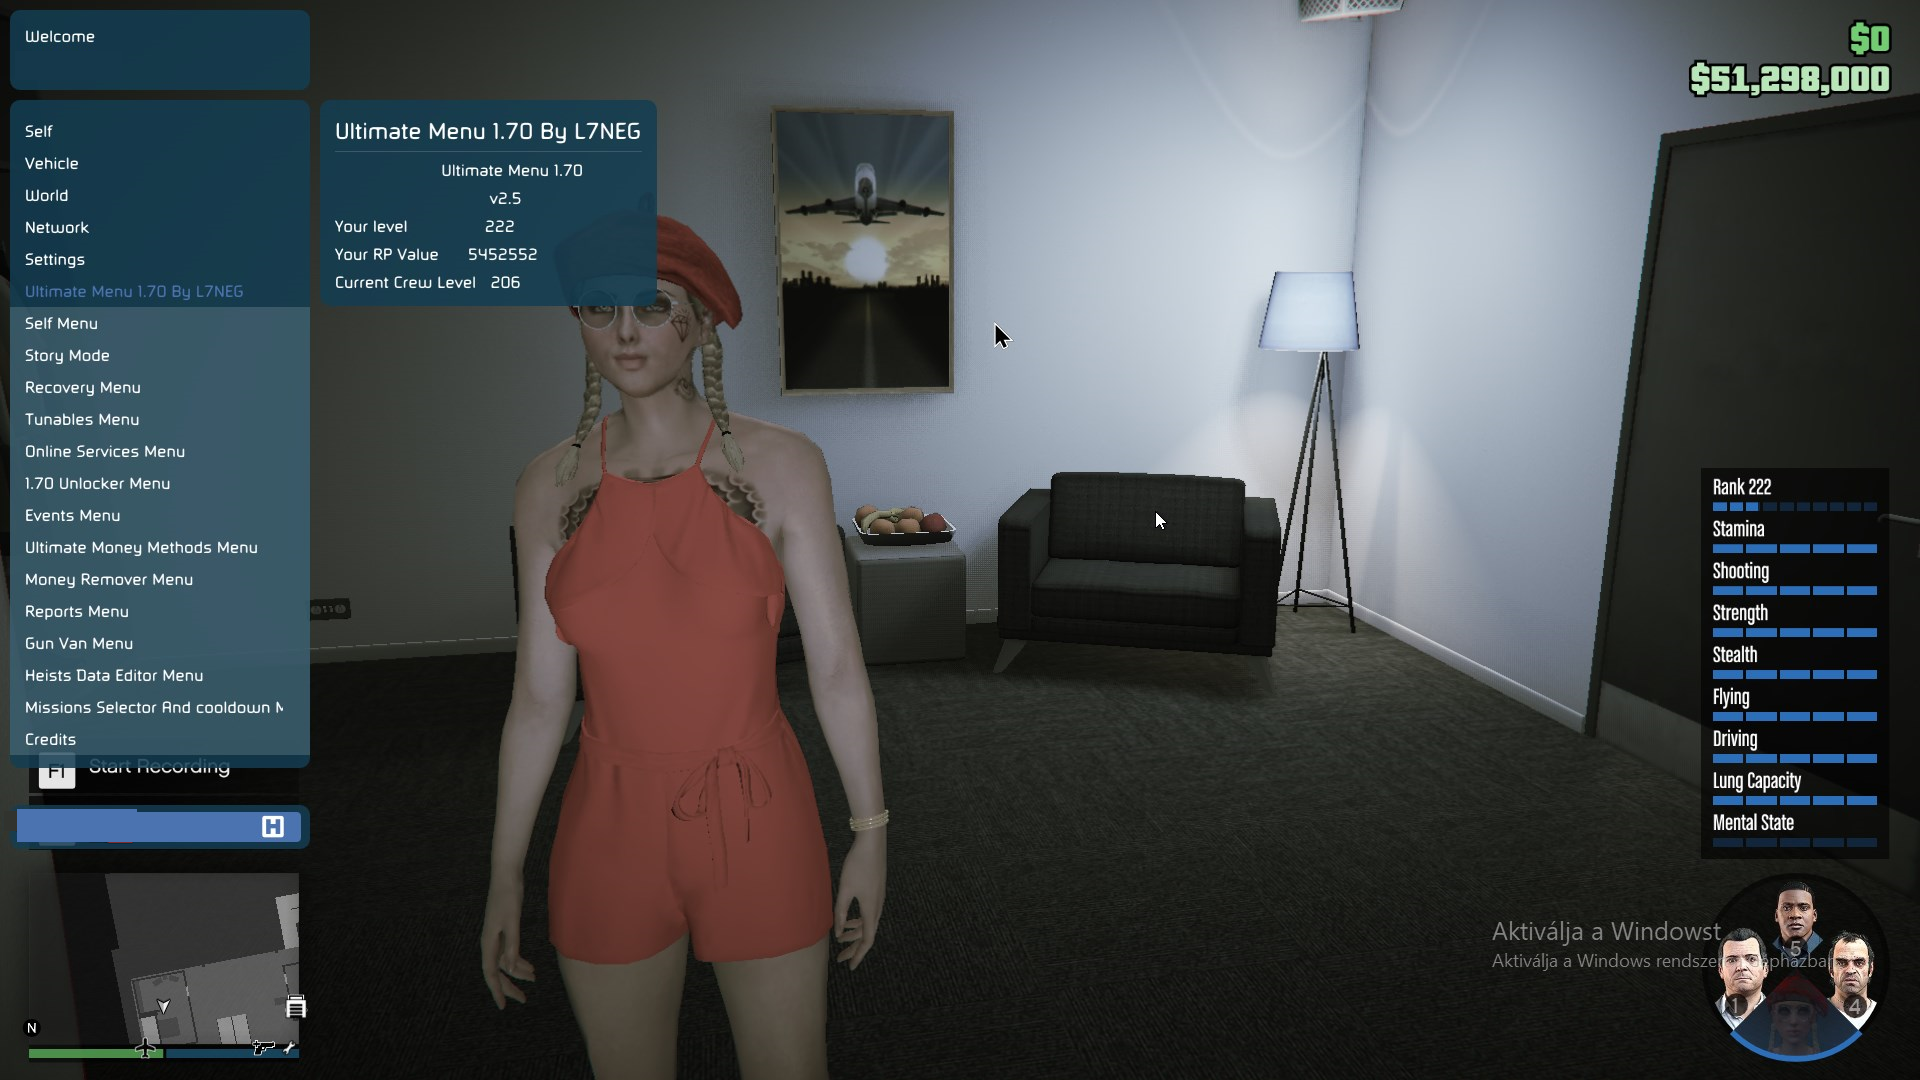 Welcome
Self
Vehicle
World
Network
Settings
Ultimate Menu 1.70 By L7NEG
Self Menu
Story Mode
Recovery Menu
Tunables Menu
Online Services Menu
1.70 Unlocker Menu
Events Menu
Ultimate Money Methods Menu
Money Remover Menu
Reports Menu
Gun Van Menu
Heists Data Editor Menu
Missions Selector And cooldown
Credits
F1 Start Recording
H
N
Ultimate Menu 1.70 By L7NEG
Ultimate Menu 1.70
v2.5
Your level 222
Your RP Value 5452552
Current Crew Level 206
$0
$51,298,000
Rank 222
Stamina
Shooting
Strength
Stealth
Flying
Driving
Lung Capacity
Mental State
Aktiválja a Windowst
Aktiválja a Windows
5
1
4